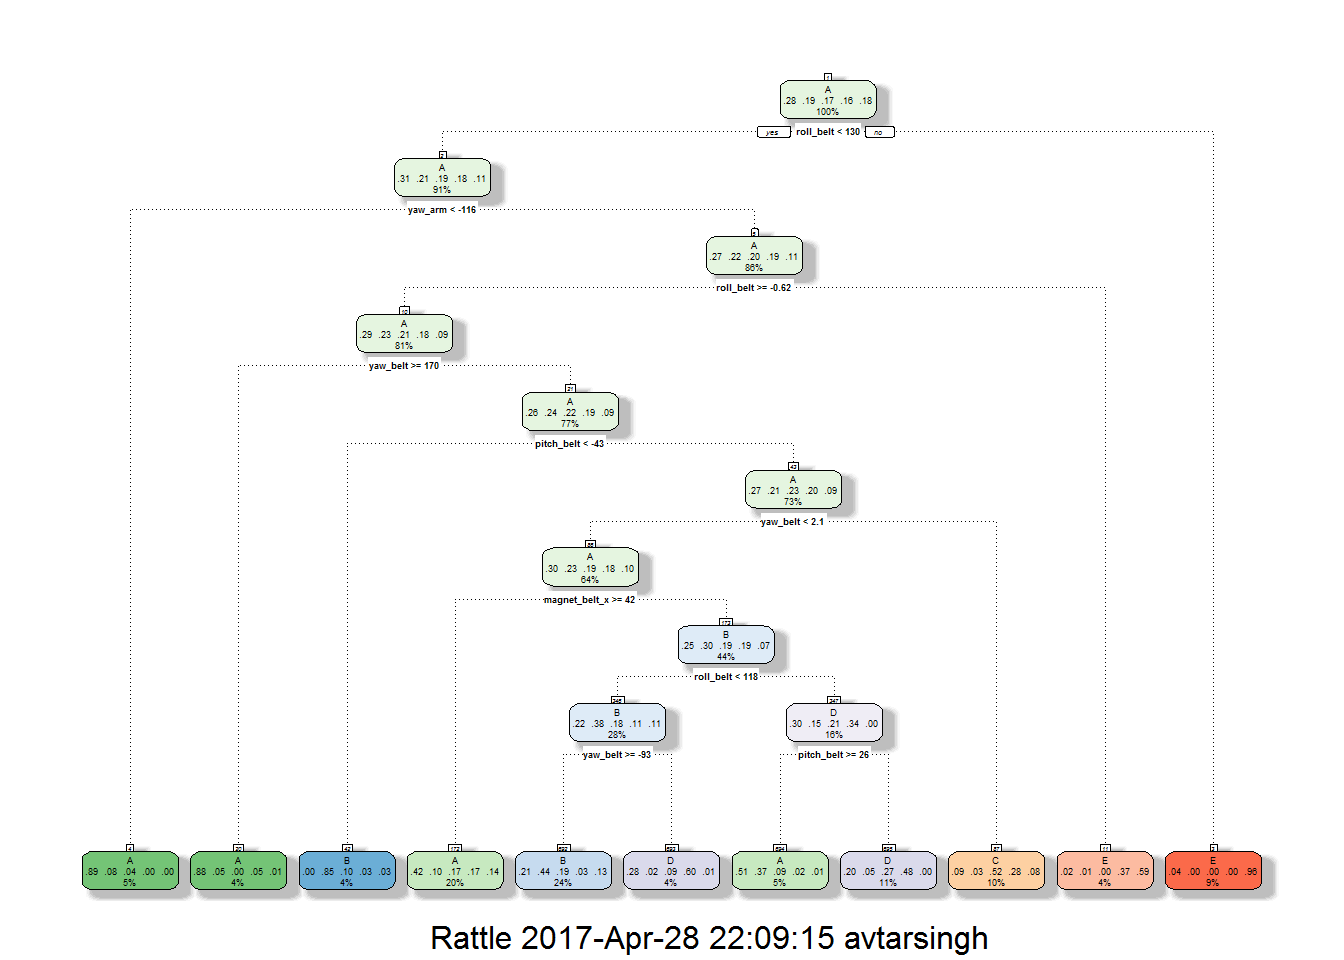 1
A
.28 .19 .17 .16 .18
100%
yes roll_belt < 130 no
2
A
.31 .21 .19 .18 .11
91%
yaw_arm < -116
5
A
.27 .22 .20 .19 .11
86%
roll_belt >= -0.62
10
A
.29 .23 .21 .18 .09
81%
yaw_belt >= 170
21
A
.26 .24 .22 .19 .09
77%
pitch_belt < -43
43
A
.27 .21 .23 .20 .09
73%
yaw_belt < 2.1
86
A
.30 .23 .19 .18 .10
64%
magnet_belt_x >= 42
173
B
.25 .30 .19 .19 .07
44%
roll_belt < 118
346 347
B D
.22 .38 .18 .11 .11 .30 .15 .21 .34 .00
28% 16%
yaw_belt >= -93 pitch_belt >= 26
4 20 42 172 692 693 694 695 87 11 3
A A B A B D A D C E E
.89 .08 .04 .00 .00 .88 .05 .00 .05 .01 .00 .85 .10 .03 .03 .42 .10 .17 .17 .14 .21 .44 .19 .03 .13 .28 .02 .09 .60 .01 .51 .37 .09 .02 .01 .20 .05 .27 .48 .00 .09 .03 .52 .28 .08 .02 .01 .00 .37 .59 .04 .00 .00 .00 .96
5% 4% 4% 20% 24% 4% 5% 11% 10% 4% 9%
Rattle 2017-Apr-28 22:09:15 avtarsingh